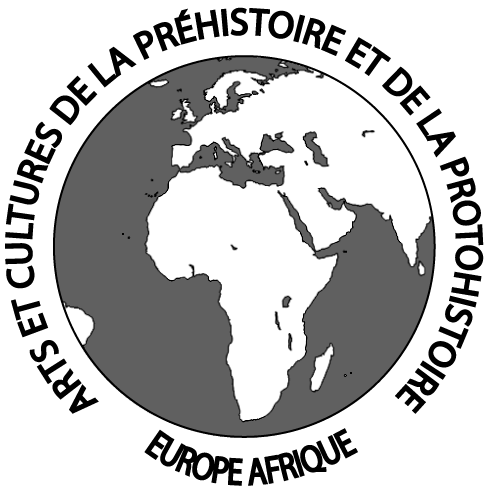 ARTS ET CULTURES DE LA PRÉHISTOIRE ET DE LA PROTOHISTOIRE
EUROPE AFRIQUE